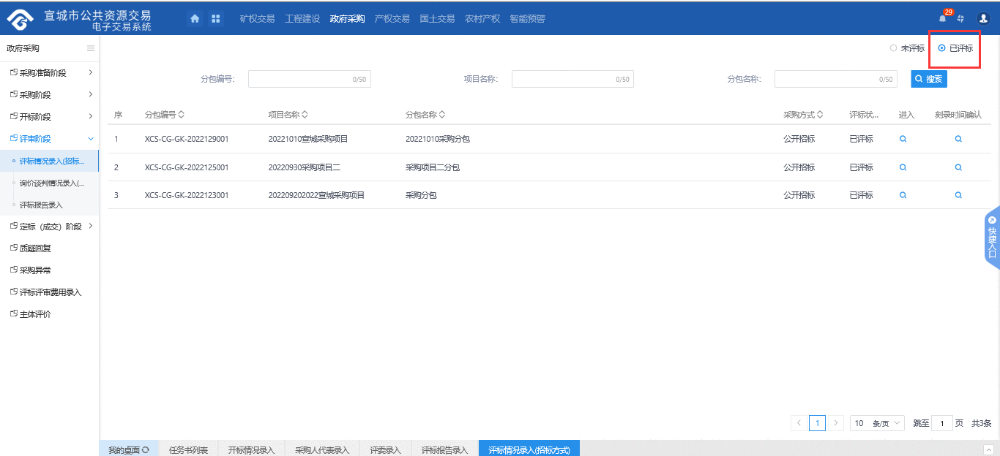 宣城市公共资源交易
电子交易系统
矿权交易 工程建设 政府采购 产权交易 国土交易 农村产权 智能预警
29
政府采购
采购准备阶段
采购阶段
开标阶段
评审阶段
评标情况录入(招标...
询价谈判情况录入(...
评标报告录入
定标（成交）阶段
质疑回复
采购异常
评标评审费用录入
主体评价
未评标 已评标
分包编号： 0/50 项目名称： 0/50 分包名称： 0/50 搜索
序 分包编号 项目名称 分包名称 采购方式 评标状... 进入 刻录时间确认
1 XCS-CG-GK-2022129001 20221010宣城采购项目 20221010采购分包 公开招标 已评标
2 XCS-CG-GK-2022125001 20220930采购项目二 采购项目二分包 公开招标 已评标
3 XCS-CG-GK-2022123001 202209202022宣城采购项目 采购分包 公开招标 已评标
快捷入口
1 10 条/页 跳至 1 页 共3条
我的桌面 任务书列表 开标情况录入 采购人代表录入 评委录入 评标报告录入 评标情况录入(招标方式)